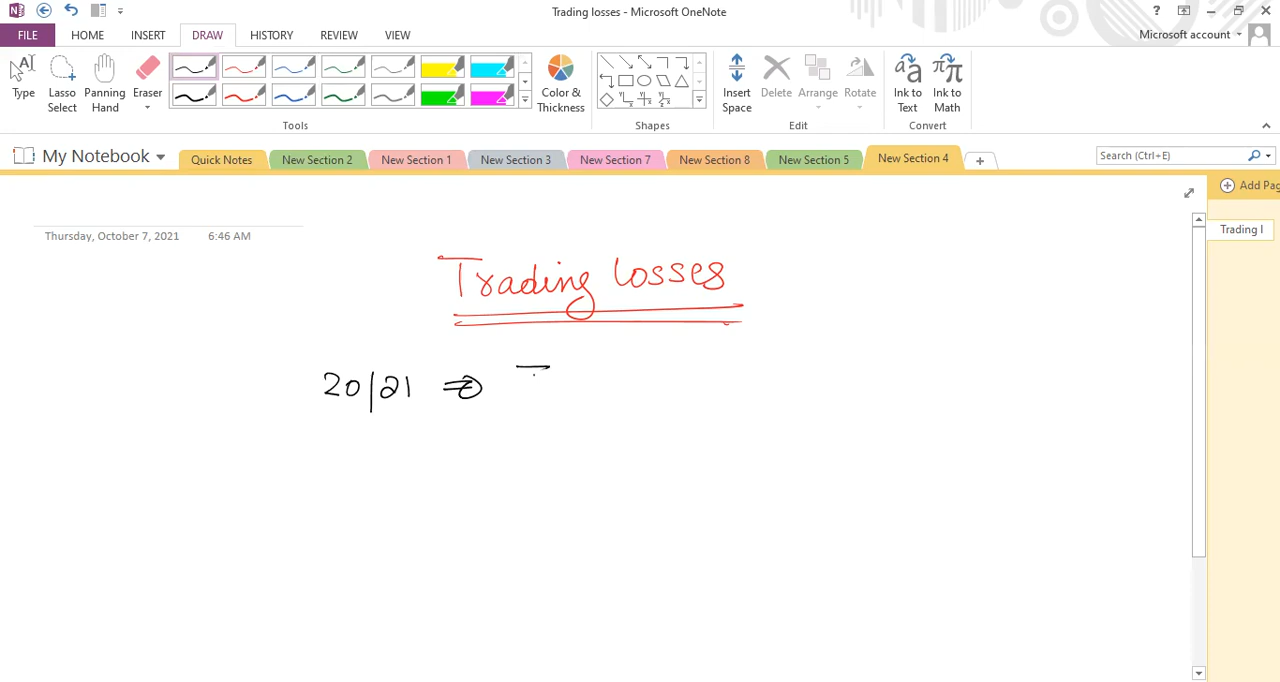 Trading losses - Microsoft OneNote
?
Microsoft account
FILE HOME INSERT DRAW HISTORY REVIEW VIEW
Type Lasso Select Panning Hand Eraser Color & Thickness Insert Space Delete Arrange Rotate Ink to Text Ink to Math
Tools Shapes Edit Convert
My Notebook Quick Notes New Section 2 New Section 1 New Section 3 New Section 7 New Section 8 New Section 5 New Section 4 + Search (Ctrl+E)
Add Pag
Trading l
Thursday, October 7, 2021 6:46 AM
Trading losses
20|21 ⇒